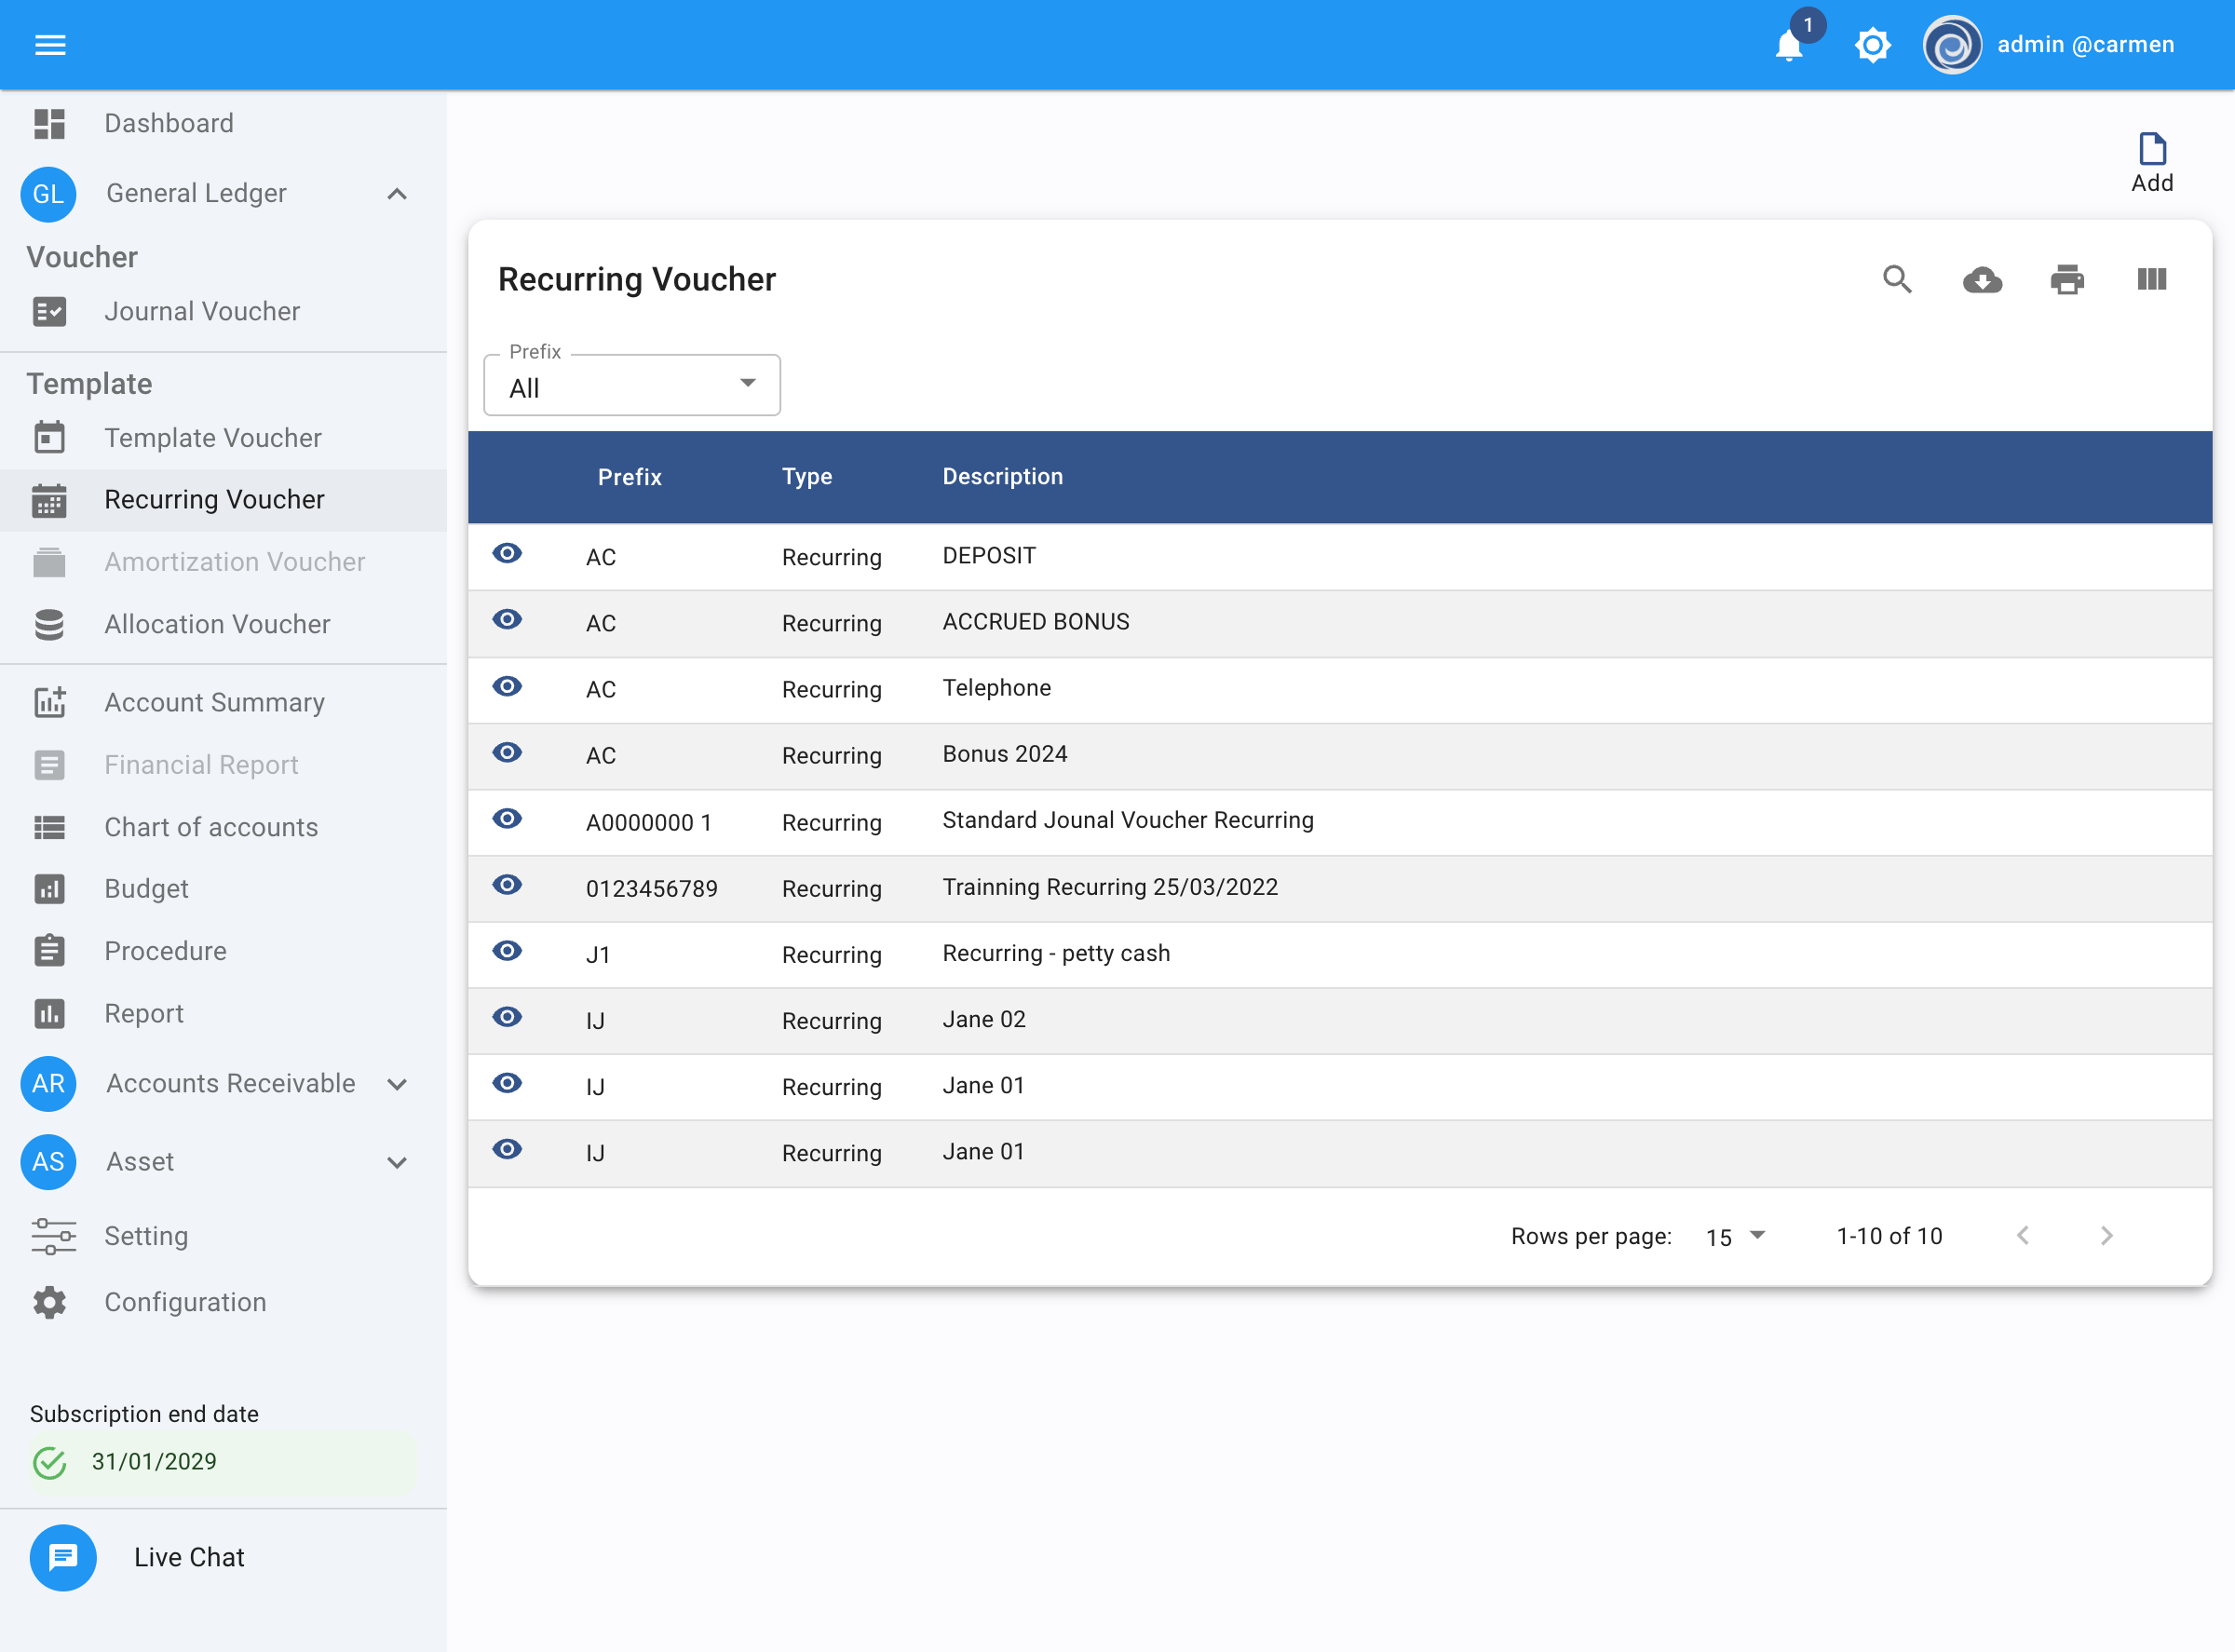 1
admin @carmen
Dashboard
GL General Ledger
Voucher
Journal Voucher
Template
Template Voucher
Recurring Voucher
Amortization Voucher
Allocation Voucher
Account Summary
Financial Report
Chart of accounts
Budget
Procedure
Report
AR Accounts Receivable
AS Asset
Setting
Configuration
Subscription end date
31/01/2029
Live Chat
Add
Recurring Voucher
Prefix
All
Prefix Type Description
AC Recurring DEPOSIT
AC Recurring ACCRUED BONUS
AC Recurring Telephone
AC Recurring Bonus 2024
A0000000 1 Recurring Standard Jounal Voucher Recurring
0123456789 Recurring Trainning Recurring 25/03/2022
J1 Recurring Recurring - petty cash
IJ Recurring Jane 02
IJ Recurring Jane 01
IJ Recurring Jane 01
Rows per page: 15 1-10 of 10